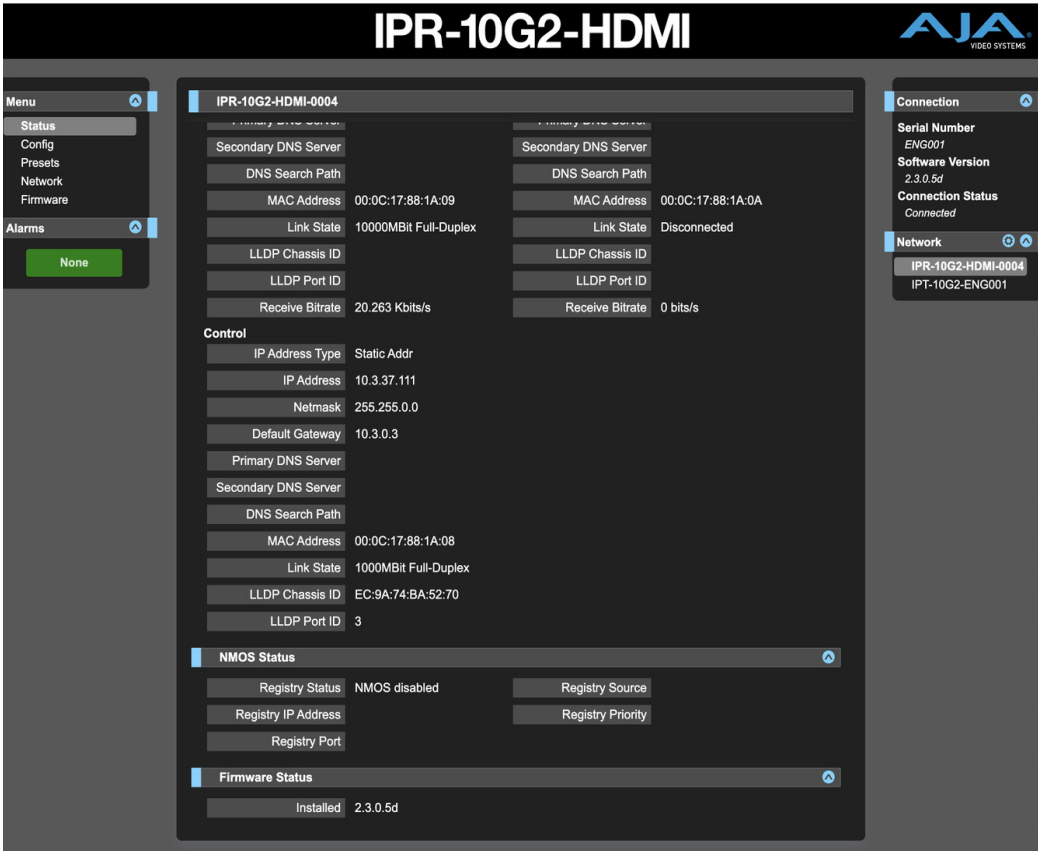 IPR-10G2-HDMI
AJA
VIDEO SYSTEMS
Menu
Status
Config
Presets
Network
Firmware
Alarms
None
IPR-10G2-HDMI-0004
Primary DNS Server Primary DNS Server
Secondary DNS Server Secondary DNS Server
DNS Search Path DNS Search Path
MAC Address 00:0C:17:88:1A:09 MAC Address 00:0C:17:88:1A:0A
Link State 10000MBit Full-Duplex Link State Disconnected
LLDP Chassis ID LLDP Chassis ID
LLDP Port ID LLDP Port ID
Receive Bitrate 20.263 Kbits/s Receive Bitrate 0 bits/s
Control
IP Address Type Static Addr
IP Address 10.3.37.111
Netmask 255.255.0.0
Default Gateway 10.3.0.3
Primary DNS Server
Secondary DNS Server
DNS Search Path
MAC Address 00:0C:17:88:1A:08
Link State 1000MBit Full-Duplex
LLDP Chassis ID EC:9A:74:BA:52:70
LLDP Port ID 3
NMOS Status
Registry Status NMOS disabled Registry Source
Registry IP Address Registry Priority
Registry Port
Firmware Status
Installed 2.3.0.5d
Connection
Serial Number
ENG001
Software Version
2.3.0.5d
Connection Status
Connected
Network
IPR-10G2-HDMI-0004
IPT-10G2-ENG001